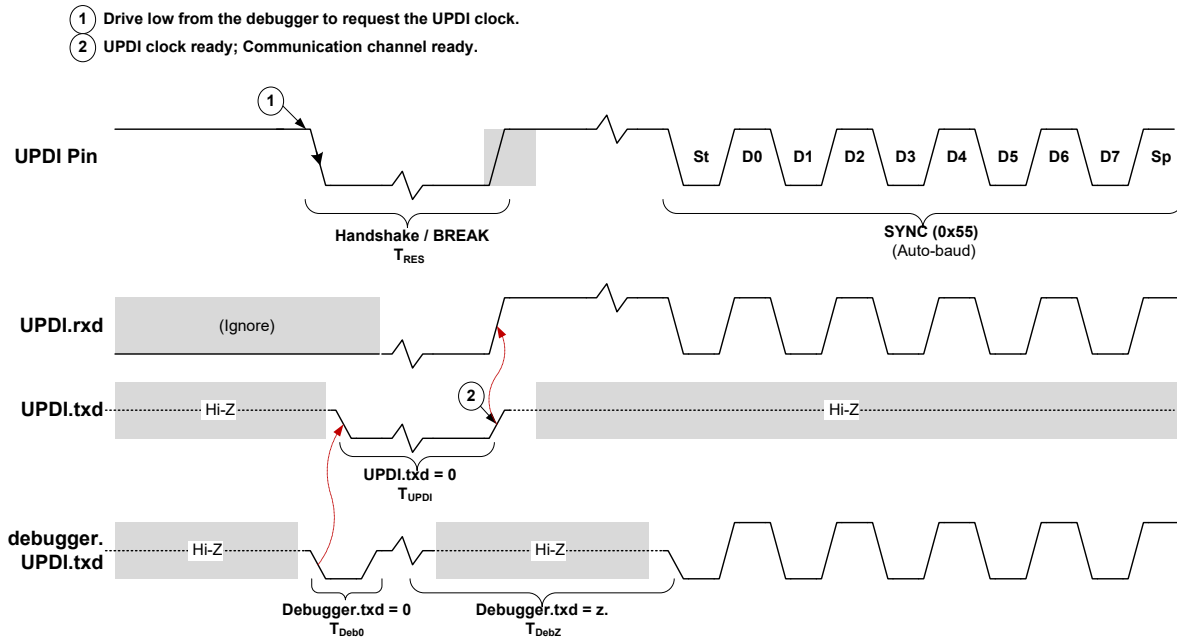 1 Drive low from the debugger to request the UPDI clock.
2 UPDI clock ready; Communication channel ready.
1
UPDI Pin
St D0 D1 D2 D3 D4 D5 D6 D7 Sp
Handshake / BREAK
TRES
SYNC (0x55)
(Auto-baud)
UPDI.rxd
(Ignore)
2
UPDI.txd
Hi-Z
Hi-Z
UPDI.txd = 0
TUPDI
debugger.
UPDI.txd
Hi-Z
Hi-Z
Debugger.txd = 0
TDeb0
Debugger.txd = z.
TDebZ